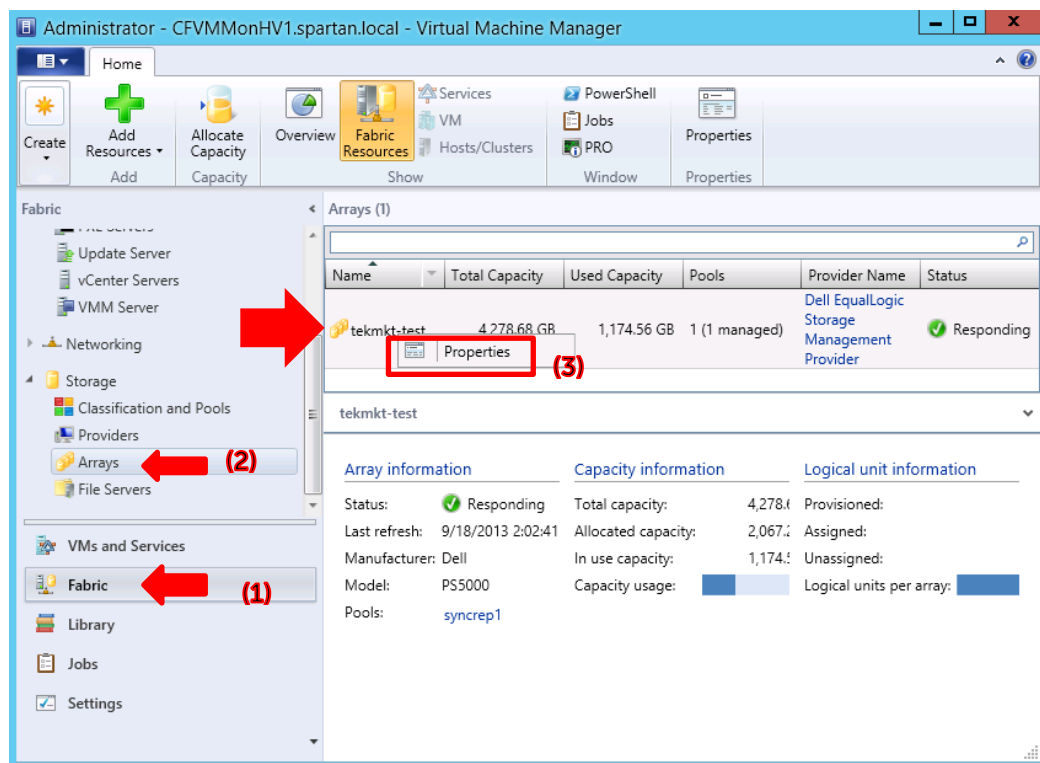 Administrator - CFVMMonHV1.spartan.local - Virtual Machine Manager
Home
Create
Add Resources
Allocate Capacity
Overview
Fabric Resources
Services
VM
Hosts/Clusters
PowerShell
Jobs
PRO
Properties
Add
Capacity
Show
Window
Properties
Fabric
Update Server
vCenter Servers
VMM Server
Networking
Storage
Classification and Pools
Providers
Arrays
(2)
File Servers
VMs and Services
Fabric
(1)
Library
Jobs
Settings
Arrays (1)
Name Total Capacity Used Capacity Pools Provider Name Status
tekmkt-test 4,278.68 GB 1,174.56 GB 1 (1 managed)
Dell EqualLogic
Storage
Management
Provider
Responding
Properties
(3)
tekmkt-test
Array information
Status: Responding
Last refresh: 9/18/2013 2:02:41
Manufacturer: Dell
Model: PS5000
Pools: syncrep1
Capacity information
Total capacity: 4,278.
Allocated capacity: 2,067.
In use capacity: 1,174.
Capacity usage:
Logical unit information
Provisioned:
Assigned:
Unassigned:
Logical units per array: